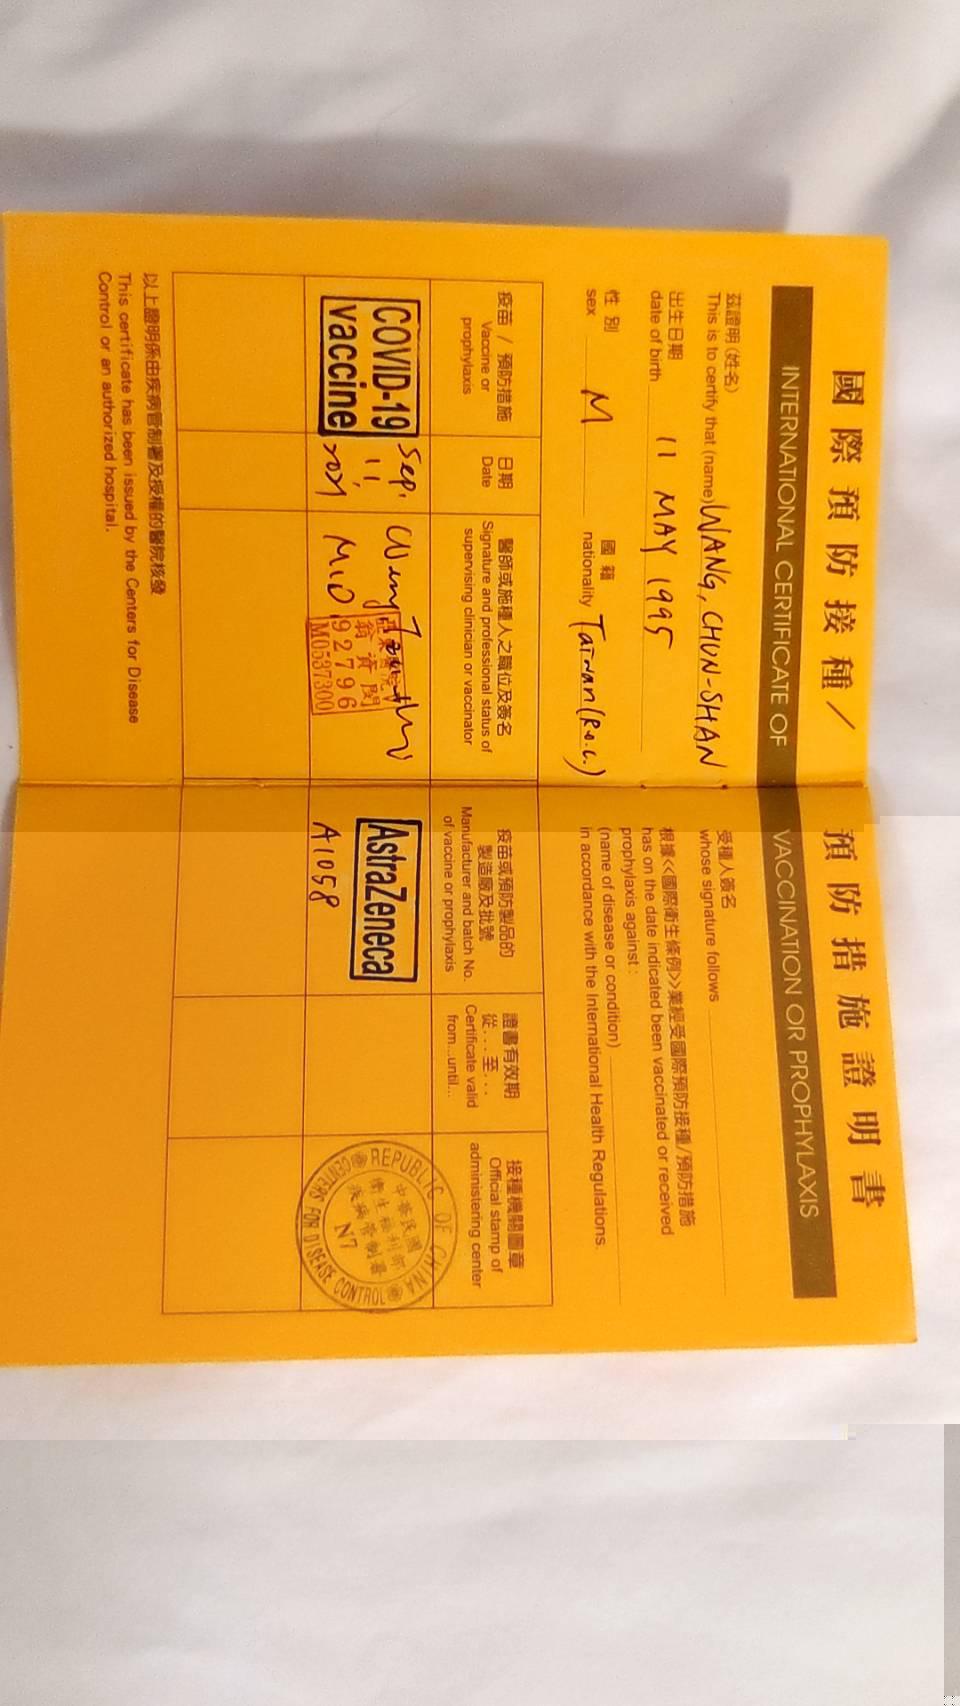 國際預防接種／預防措施證明書
INTERNATIONAL CERTIFICATE OF VACCINATION OR PROPHYLAXIS
茲證明 (姓名)
This is to certify that (name) WANG, CHUN-SHAN
出生日期
date of birth 11 MAY 1995
性別 國籍
sex M nationality Taiwan (R.O.C.)
受種人簽名
whose signature follows
根據<<國際衛生條例>>業經受國際預防接種/預防措施
has on the date indicated been vaccinated or received
prophylaxis against :
(name of disease or condition)
in accordance with the International Health Regulations.
疫苗 / 預防措施
Vaccine or
prophylaxis
日期
Date
醫師或施種人之職位及簽名
Signature and professional status of
supervising clinician or vaccinator
疫苗或預防製品的
製造廠及批號
Manufacturer and batch No.
of vaccine or prophylaxis
證書有效期
從...至...
Certificate valid
from...until...
接種機關圖章
Official stamp of
administering center
COVID-19
vaccine
Sep.
11,
2021
M.D
92796
M0537300
AstraZeneca
A1058
REPUBLIC OF CHINA
中華民國
衛生福利部
疾病管制署
N7
CENTERS FOR DISEASE CONTROL
以上證明係由疾病管制署及授權的醫院核發
This certificate has been issued by the Centers for Disease
Control or an authorized hospital.